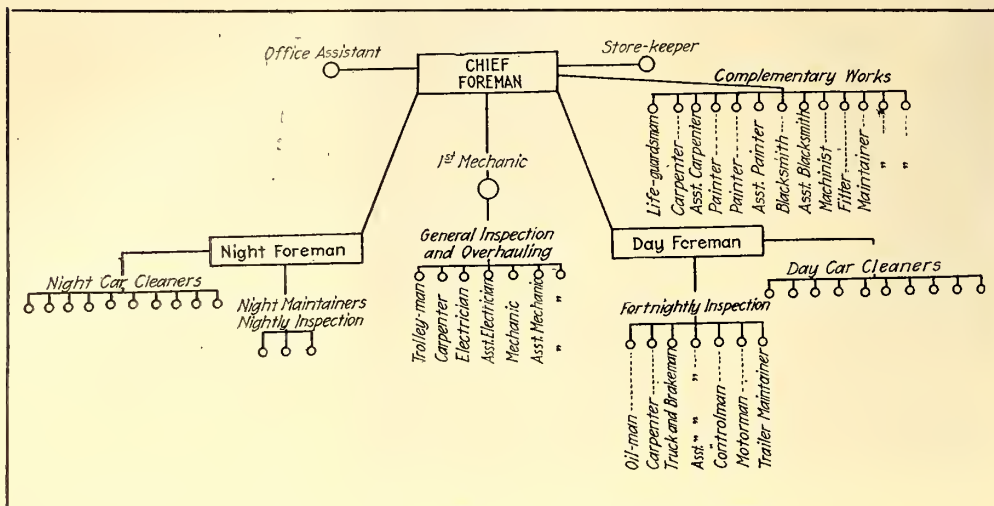 Office Assistant
CHIEF
FOREMAN
Store-keeper
Complementary Works
Life-guardsman
Carpenter
Asst. Carpenter
Painter
Painter
Asst. Painter
Blacksmith
Asst. Blacksmith
Machinist
Fitter
Maintainer
„
„
1st Mechanic
Night Foreman
General Inspection
and Overhauling
Day Foreman
Night Car Cleaners
Night Maintainers
Nightly Inspection
Trolley-man
Carpenter
Electrician
Asst. Electrician
Mechanic
Asst. Mechanic
„ „
Day Car Cleaners
Fortnightly Inspection
Oil-man
Carpenter
Truck and Brakeman
Asst. „ „ „
Controlman
Motorman
Trailer Maintainer